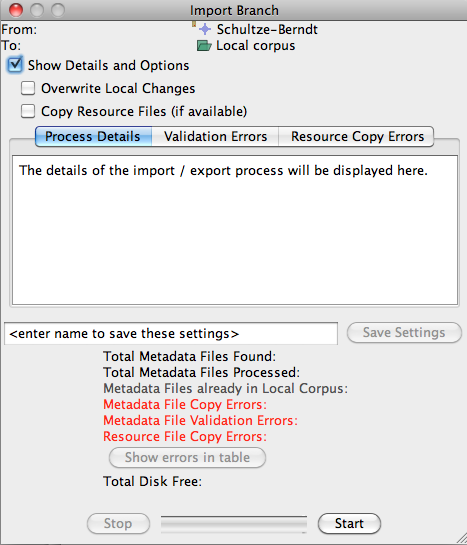 Import Branch
From: Schultze-Berndt
To: Local corpus
Show Details and Options
Overwrite Local Changes
Copy Resource Files (if available)
Process Details Validation Errors Resource Copy Errors
The details of the import / export process will be displayed here.
<enter name to save these settings> Save Settings
Total Metadata Files Found:
Total Metadata Files Processed:
Metadata Files already in Local Corpus:
Metadata File Copy Errors:
Metadata File Validation Errors:
Resource File Copy Errors:
Show errors in table
Total Disk Free:
Stop Start